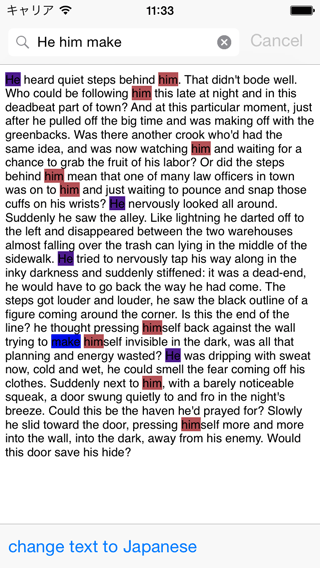 キャリア 11:33
He him make Cancel
He heard quiet steps behind him. That didn't bode well.
Who could be following him this late at night and in this
deadbeat part of town? And at this particular moment, just
after he pulled off the big time and was making off with the
greenbacks. Was there another crook who'd had the
same idea, and was now watching him and waiting for a
chance to grab the fruit of his labor? Or did the steps
behind him mean that one of many law officers in town
was on to him and just waiting to pounce and snap those
cuffs on his wrists? He nervously looked all around.
Suddenly he saw the alley. Like lightning he darted off to
the left and disappeared between the two warehouses
almost falling over the trash can lying in the middle of the
sidewalk. He tried to nervously tap his way along in the
inky darkness and suddenly stiffened: it was a dead-end,
he would have to go back the way he had come. The
steps got louder and louder, he saw the black outline of a
figure coming around the corner. Is this the end of the
line? he thought pressing himself back against the wall
trying to make himself invisible in the dark, was all that
planning and energy wasted? He was dripping with sweat
now, cold and wet, he could smell the fear coming off his
clothes. Suddenly next to him, with a barely noticeable
squeak, a door swung quietly to and fro in the night's
breeze. Could this be the haven he'd prayed for? Slowly
he slid toward the door, pressing himself more and more
into the wall, into the dark, away from his enemy. Would
this door save his hide?
change text to Japanese